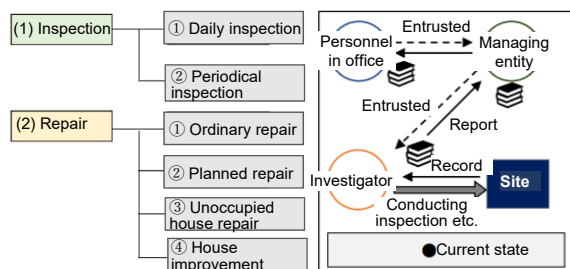 (1) Inspection
① Daily inspection
② Periodical
inspection
(2) Repair
① Ordinary repair
② Planned repair
③ Unoccupied
house repair
④ House
improvement
Entrusted
Personnel
in office
Managing
entity
Entrusted
Report
Investigator
Record
Site
Conducting
inspection etc.
●Current state